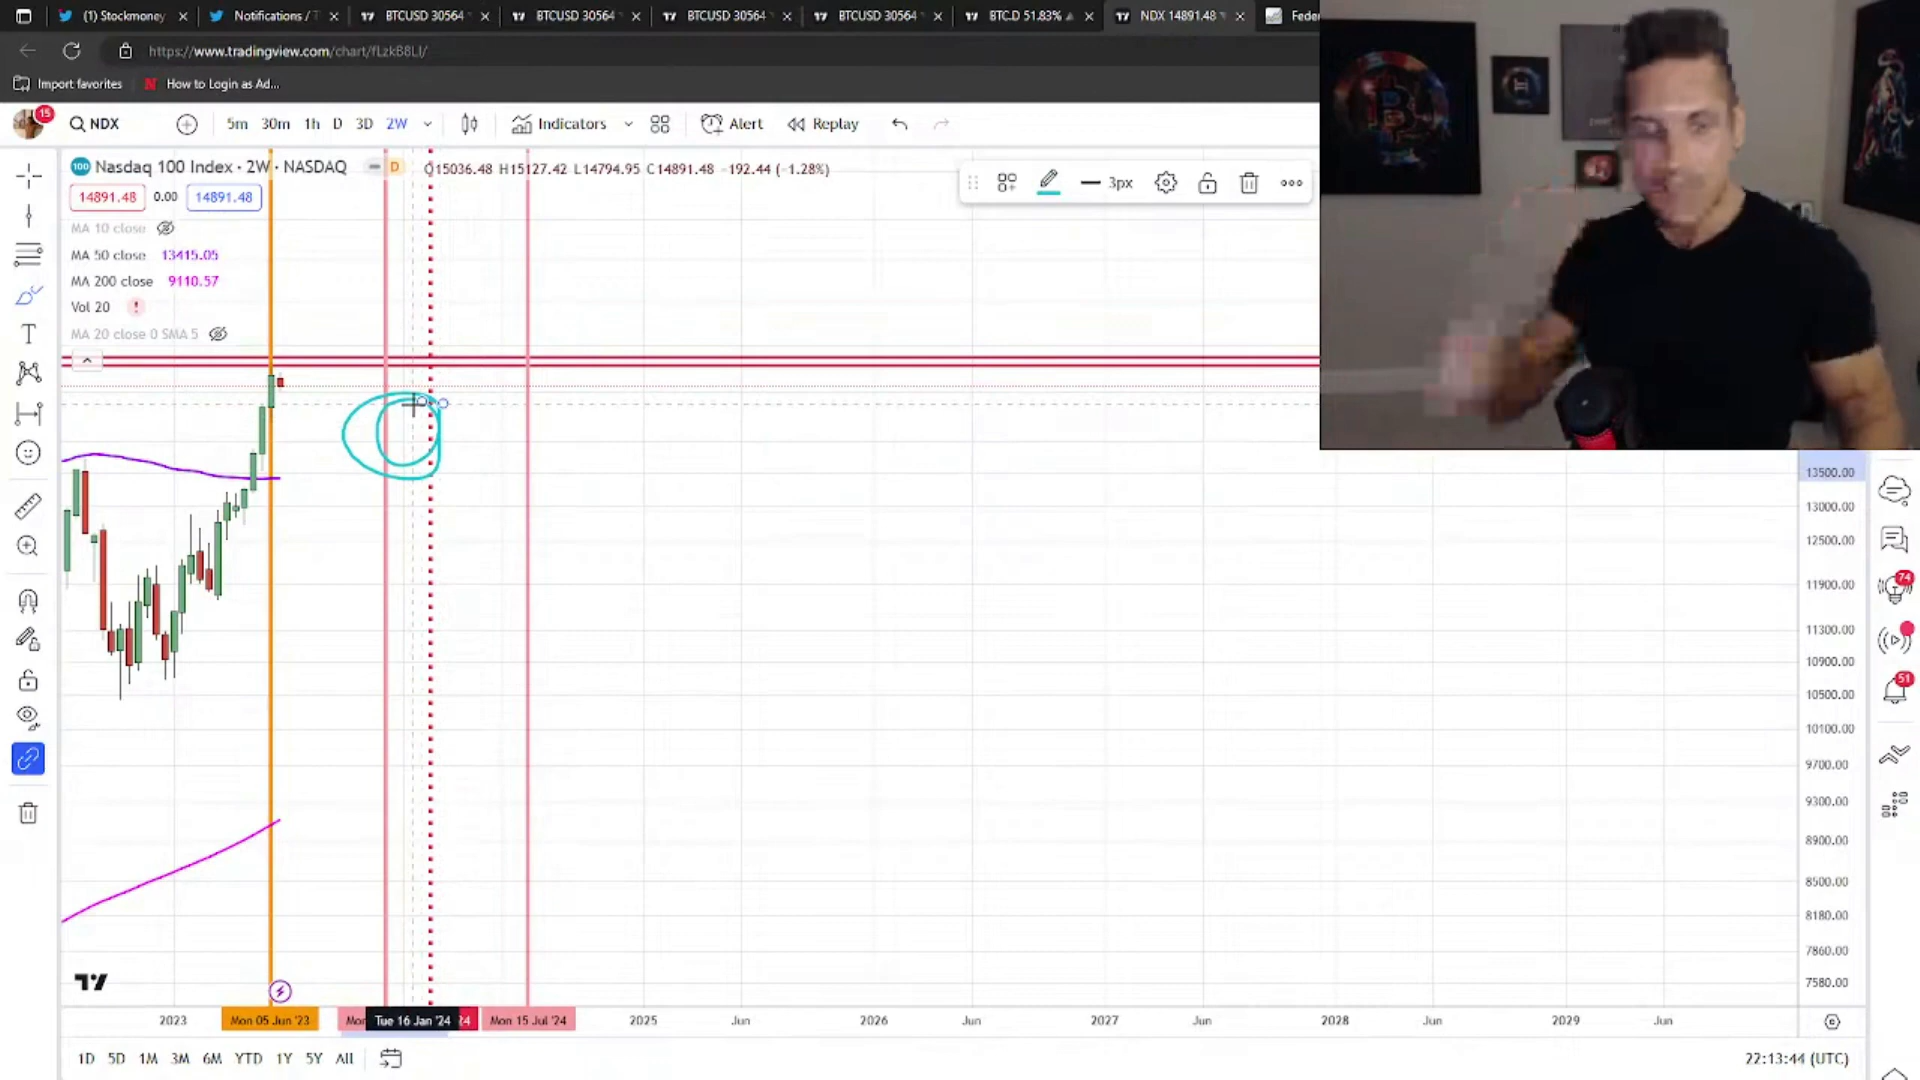 (1) Stockmoney
Notifications / T
BTCUSD 30564
BTCUSD 30564
BTCUSD 30564
BTCUSD 30564
BTC.D 51.83%
NDX 14891.48
https://www.tradingview.com/chart/fLzkB8LI/
Import favorites
How to Login as Ad...
15
NDX
5m 30m 1h D 3D 2W
Indicators
Alert
Replay
100
Nasdaq 100 Index · 2W · NASDAQ
D
O15036.48 H15127.42 L14794.95 C14891.48 −192.44 (−1.28%)
3px
14891.48 0.00 14891.48
MA 10 close
MA 50 close 13415.05
MA 200 close 9110.57
Vol 20
MA 20 close 0 SMA 5
13500.00
13000.00
12500.00
11900.00
11300.00
10900.00
10500.00
10100.00
9700.00
9300.00
8900.00
8500.00
8180.00
7860.00
7580.00
74
51
2023
Mon 05 Jun '23
Tue 16 Jan '24
Mon 15 Jul '24
2025
Jun
2026
Jun
2027
Jun
2028
Jun
2029
Jun
1D 5D 1M 3M 6M YTD 1Y 5Y All
22:13:44 (UTC)